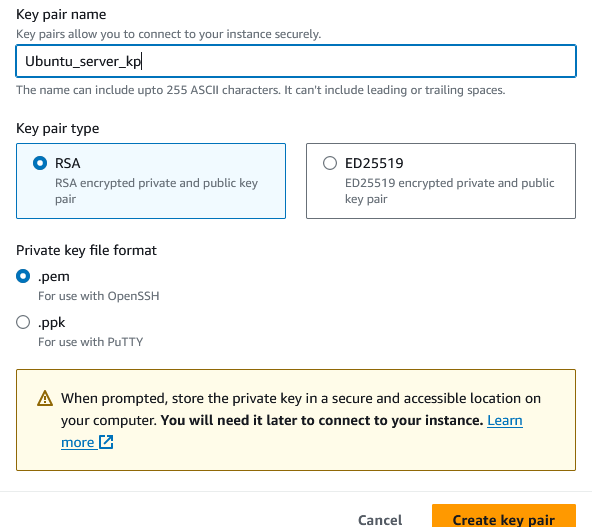 Key pair name
Key pairs allow you to connect to your instance securely.
Ubuntu_server_kp
The name can include upto 255 ASCII characters. It can't include leading or trailing spaces.
Key pair type
RSA
RSA encrypted private and public key
pair
ED25519
ED25519 encrypted private and public
key pair
Private key file format
.pem
For use with OpenSSH
.ppk
For use with PuTTY
When prompted, store the private key in a secure and accessible location on
your computer. You will need it later to connect to your instance. Learn
more
Cancel
Create key pair